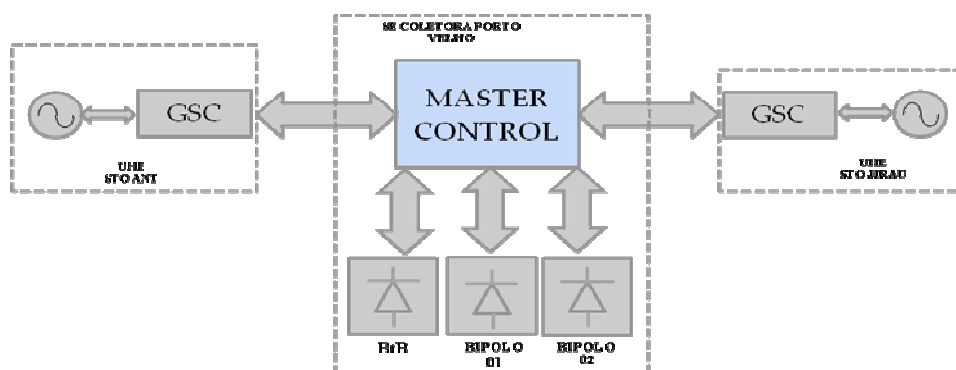 SE COLETORA PORTO
VELHO
GSC
MASTER
CONTROL
GSC
UHE
STO ANT
UHE
STO JIRAU
BtB
BIPOLO
01
BIPOLO
02